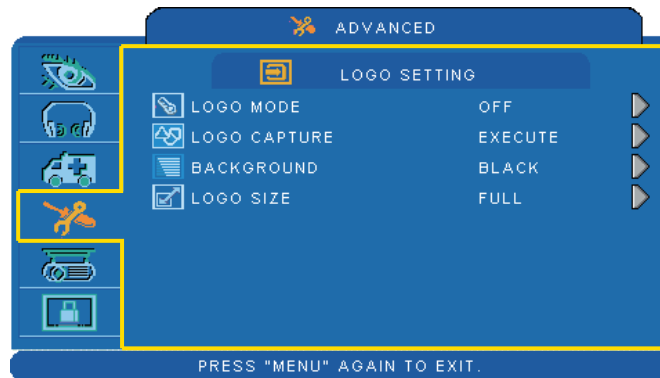 ADVANCED
LOGO SETTING
LOGO MODE OFF
LOGO CAPTURE EXECUTE
BACKGROUND BLACK
LOGO SIZE FULL
PRESS "MENU" AGAIN TO EXIT.